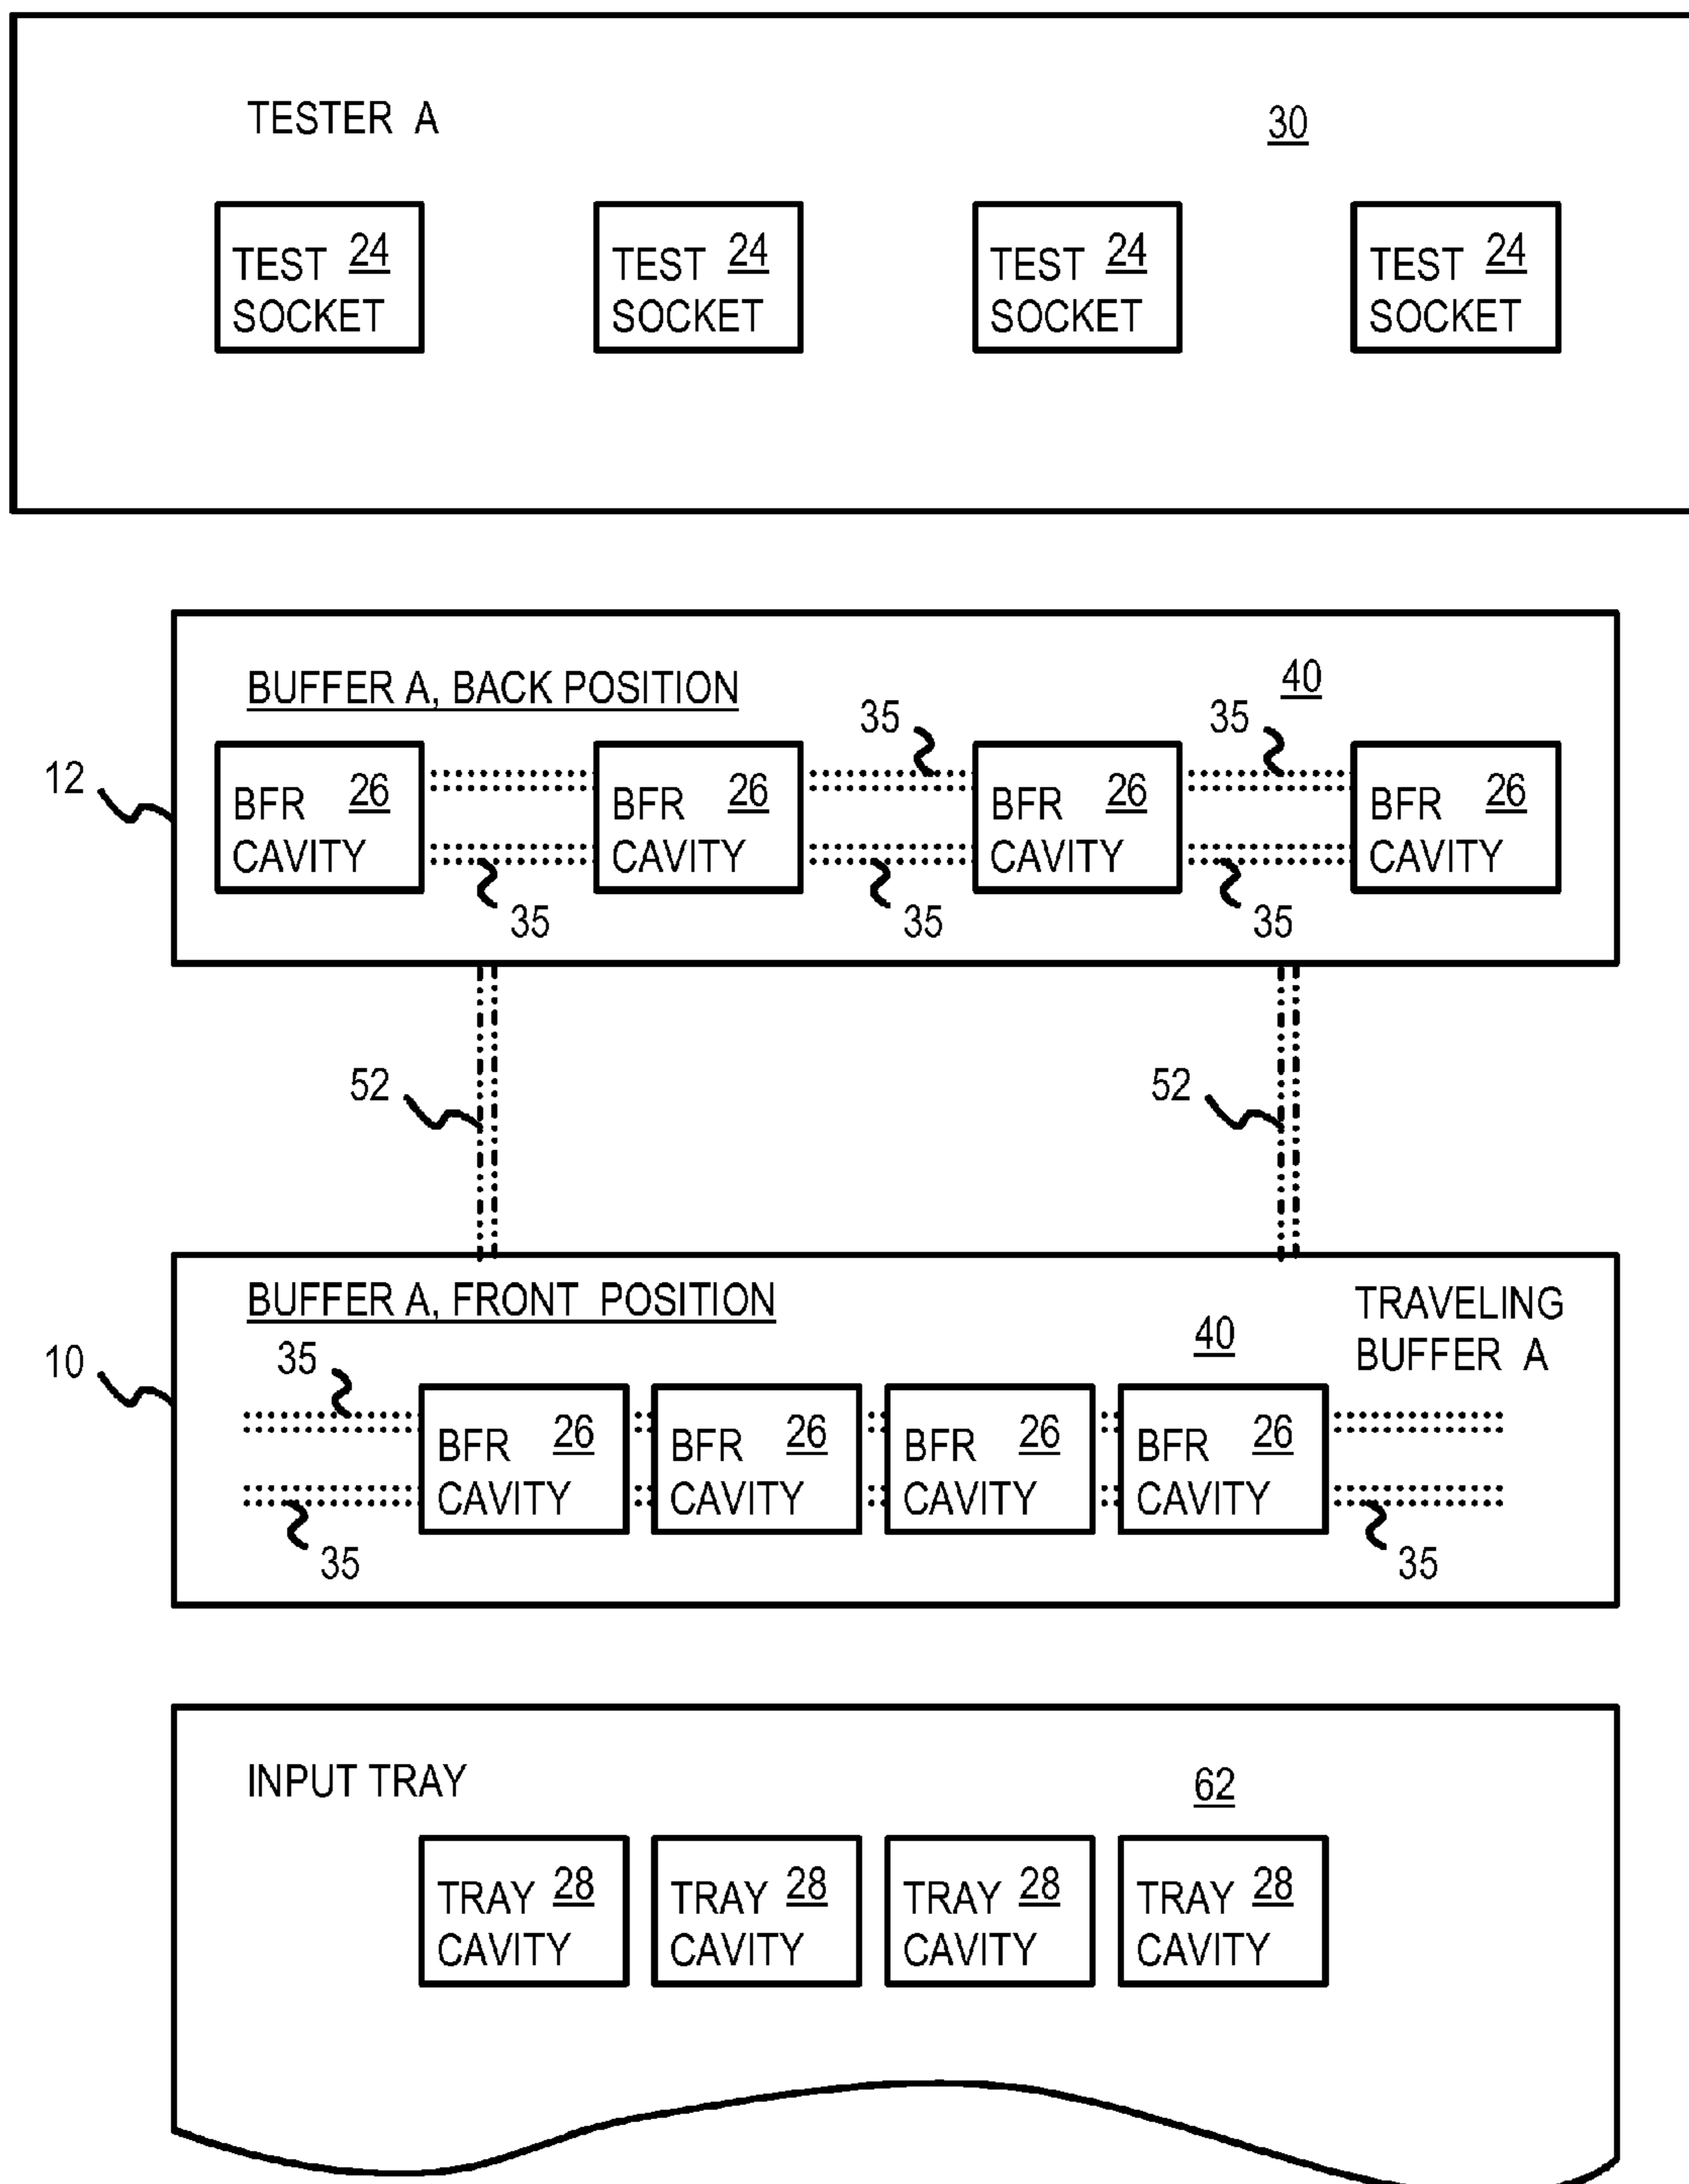 TESTER A
30
TEST 24
SOCKET
TEST 24
SOCKET
TEST 24
SOCKET
TEST 24
SOCKET
BUFFER A, BACK POSITION
40
35
35
12
BFR 26
CAVITY
BFR 26
CAVITY
BFR 26
CAVITY
BFR 26
CAVITY
35
35
35
52
52
BUFFER A, FRONT POSITION
TRAVELING
BUFFER A
40
10
35
BFR 26
CAVITY
BFR 26
CAVITY
BFR 26
CAVITY
BFR 26
CAVITY
35
35
INPUT TRAY
62
TRAY 28
CAVITY
TRAY 28
CAVITY
TRAY 28
CAVITY
TRAY 28
CAVITY